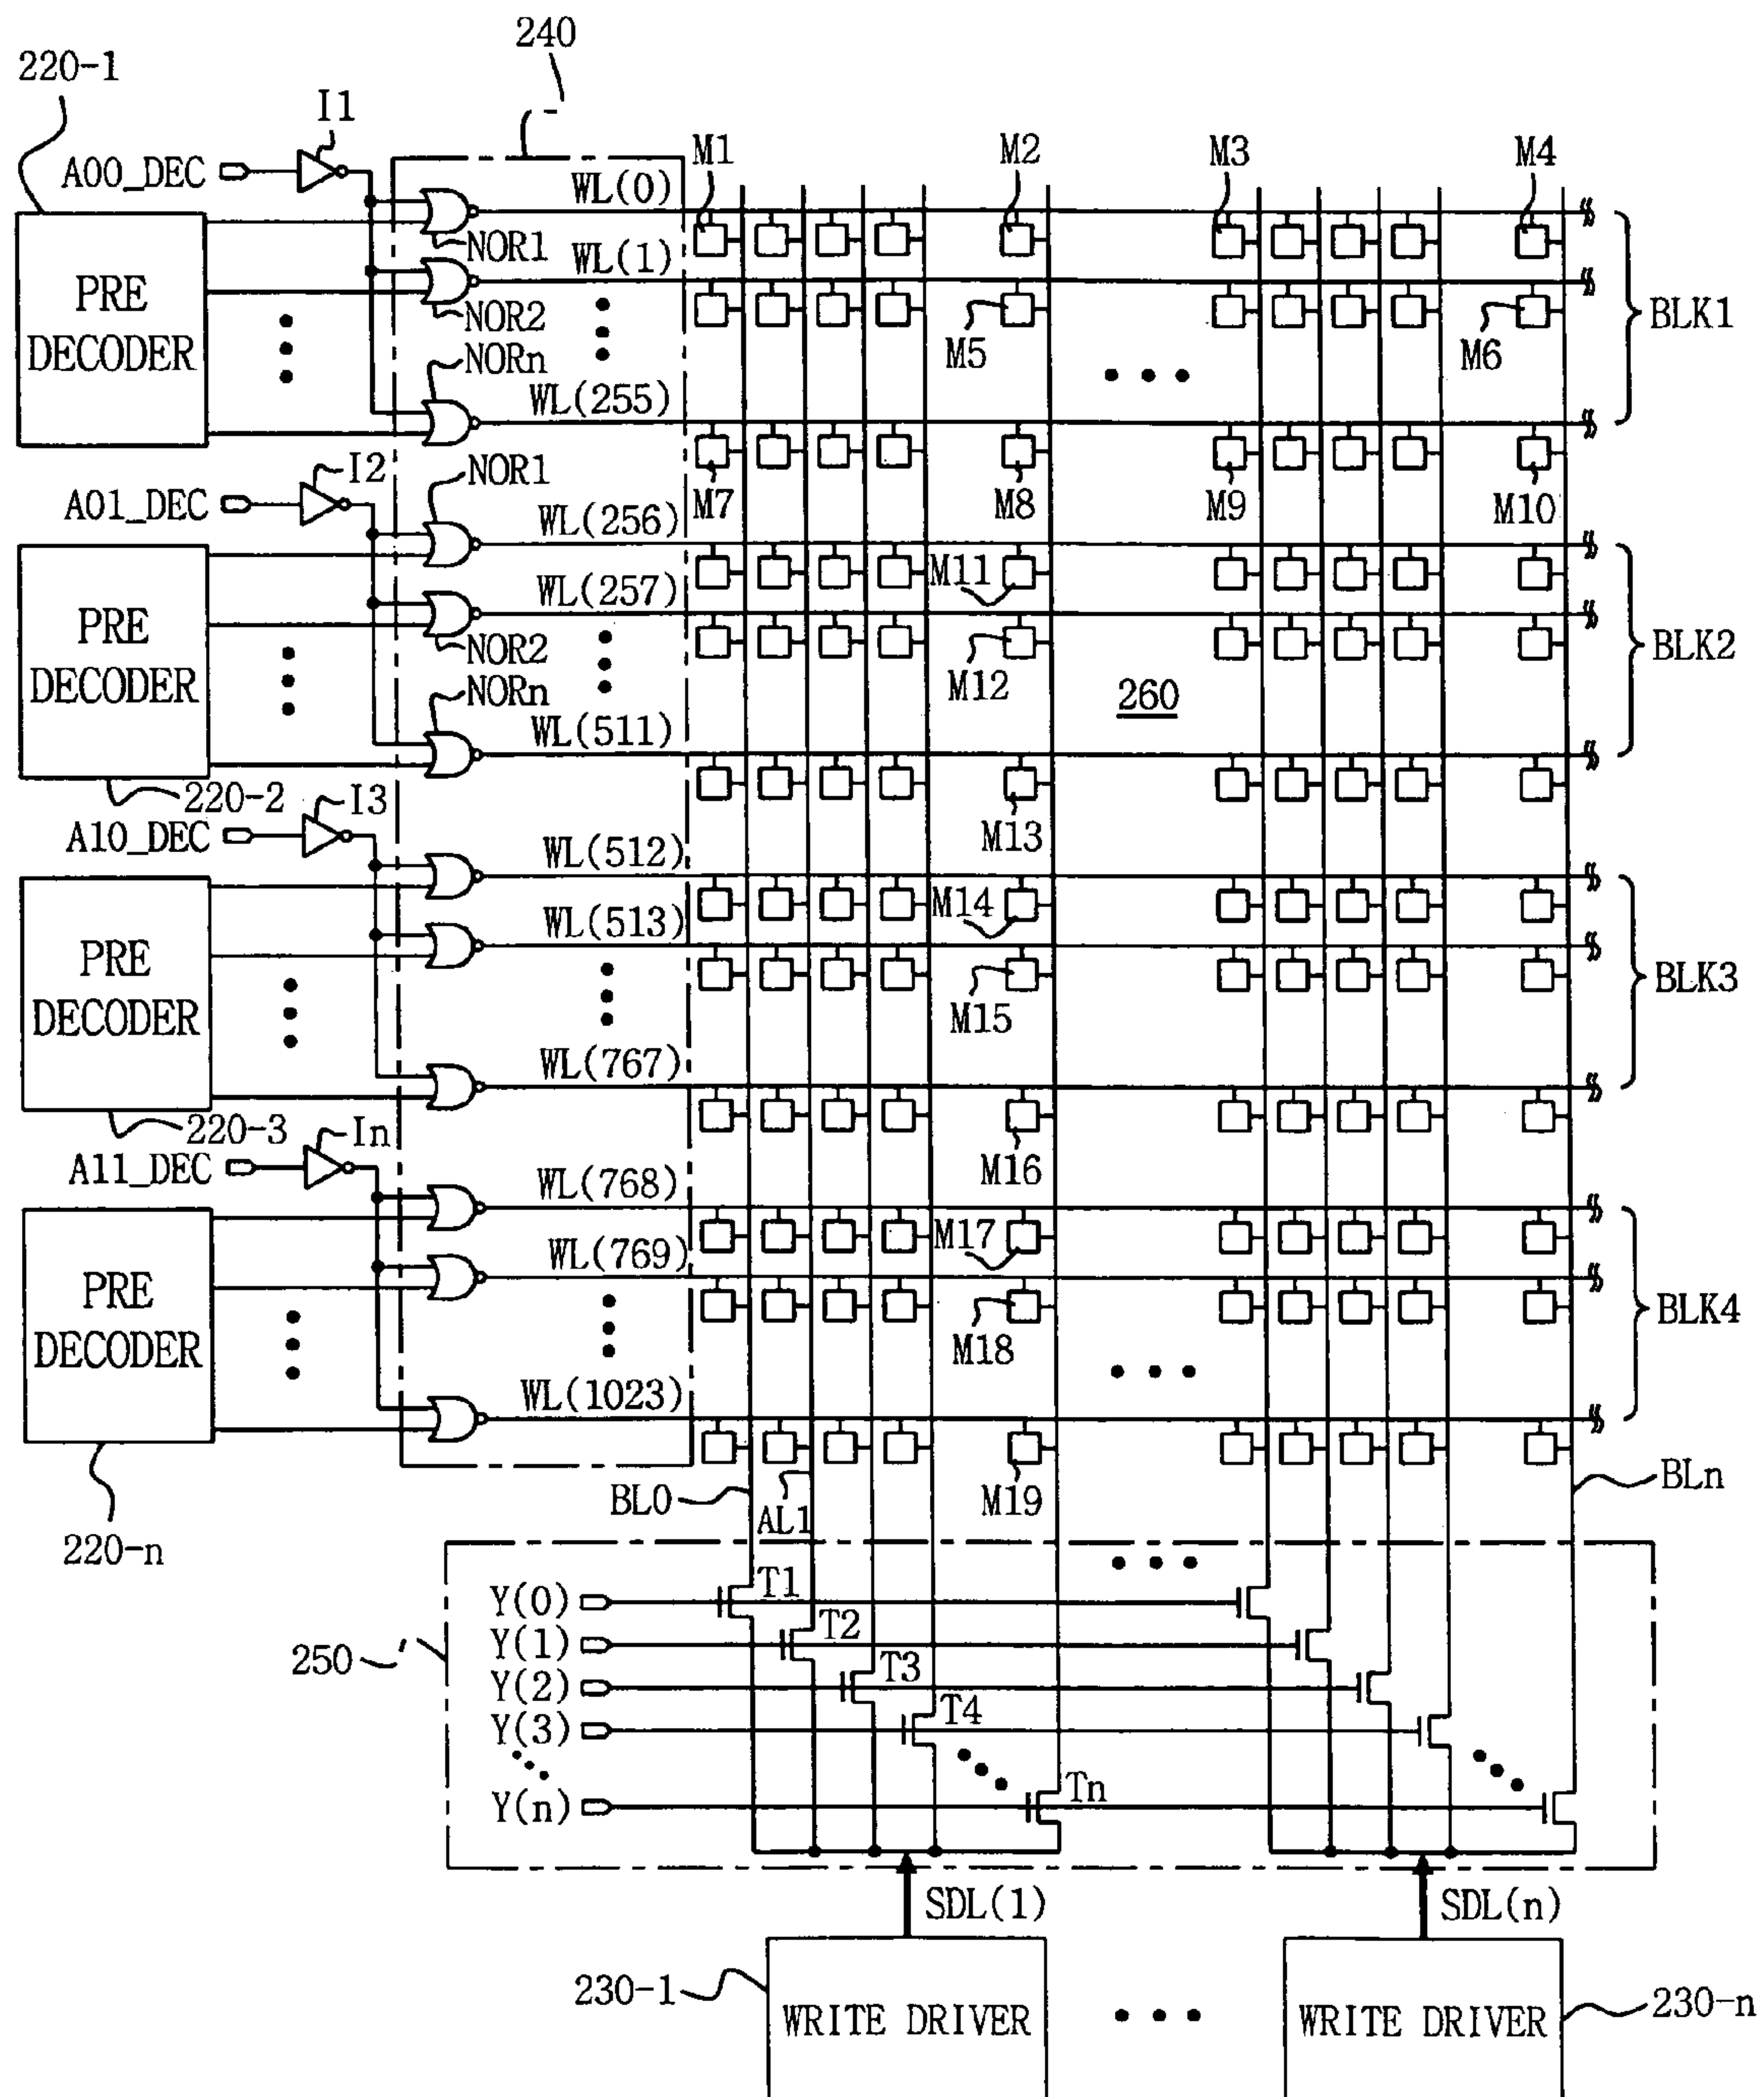 240
220-1
I1
A00_DEC
M1
M2
M3
M4
WL(0)
NOR1
WL(1)
PRE
DECODER
NOR2
M5
M6
BLK1
NORn
WL(255)
M7
M8
M9
M10
I2
NOR1
A01_DEC
WL(256)
M11
WL(257)
PRE
DECODER
NOR2
M12
260
BLK2
NORn
WL(511)
220-2
I3
M13
A10_DEC
WL(512)
M14
WL(513)
PRE
DECODER
M15
BLK3
WL(767)
220-3
In
M16
A11_DEC
WL(768)
M17
WL(769)
PRE
DECODER
M18
BLK4
WL(1023)
BL0
AL1
M19
BLn
220-n
Y(0)
T1
Y(1)
T2
250
Y(2)
T3
Y(3)
T4
Y(n)
Tn
SDL(1)
SDL(n)
230-1
WRITE DRIVER
WRITE DRIVER
230-n